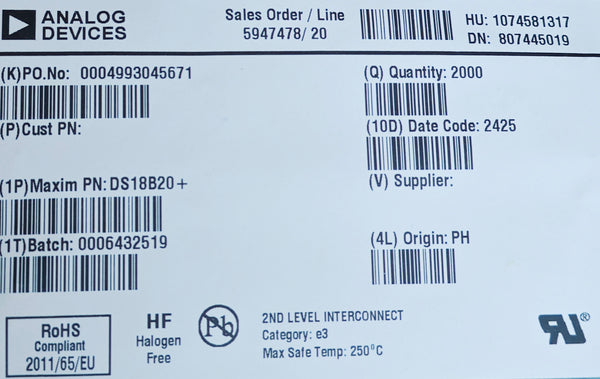 ANALOG
DEVICES
Sales Order / Line
5947478/ 20
HU: 1074581317
DN: 807445019
(K)PO.No: 0004993045671
(Q) Quantity: 2000
(P)Cust PN:
(10D) Date Code: 2425
(1P)Maxim PN: DS18B20+
(V) Supplier:
(1T)Batch: 0006432519
(4L) Origin: PH
RoHS
Compliant
2011/65/EU
HF
Halogen
Free
Pb
2ND LEVEL INTERCONNECT
Category: e3
Max Safe Temp: 250°C
RU®